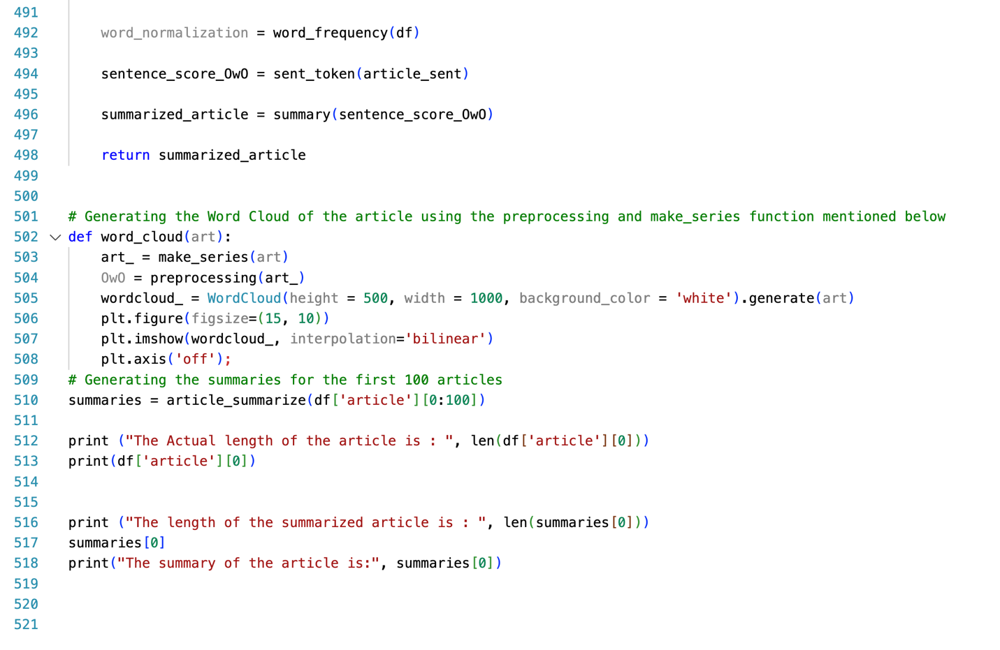 491
492 word_normalization = word_frequency(df)
493
494 sentence_score_OwO = sent_token(article_sent)
495
496 summarized_article = summary(sentence_score_OwO)
497
498 return summarized_article
499
500
501 # Generating the Word Cloud of the article using the preprocessing and make_series function mentioned below
502 def word_cloud(art):
503 art_ = make_series(art)
504 OwO = preprocessing(art_)
505 wordcloud_ = WordCloud(height = 500, width = 1000, background_color = 'white').generate(art)
506 plt.figure(figsize=(15, 10))
507 plt.imshow(wordcloud_, interpolation='bilinear')
508 plt.axis('off');
509 # Generating the summaries for the first 100 articles
510 summaries = article_summarize(df['article'][0:100])
511
512 print ("The Actual length of the article is : ", len(df['article'][0]))
513 print(df['article'][0])
514
515
516 print ("The length of the summarized article is : ", len(summaries[0]))
517 summaries[0]
518 print("The summary of the article is:", summaries[0])
519
520
521